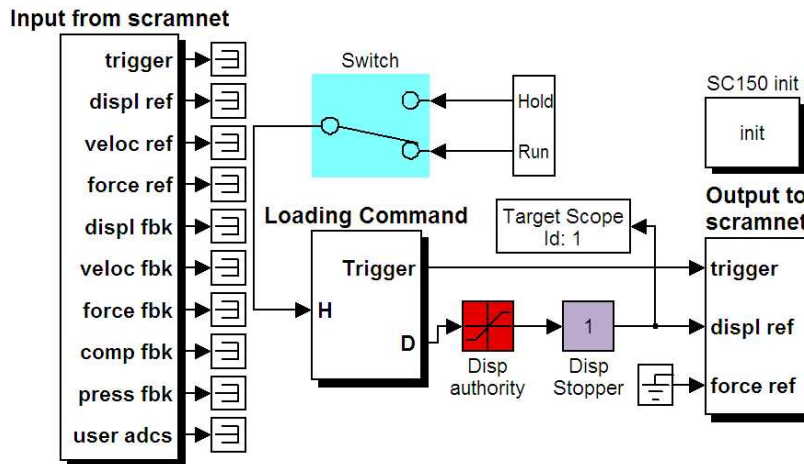 Input from scramnet
trigger
displ ref
veloc ref
force ref
displ fbk
veloc fbk
force fbk
comp fbk
press fbk
user adcs
Switch
Hold
Run
SC150 init
init
Loading Command
Trigger
H
D
Target Scope
Id: 1
Disp
authority
1
Disp
Stopper
Output to
scramnet
trigger
displ ref
force ref